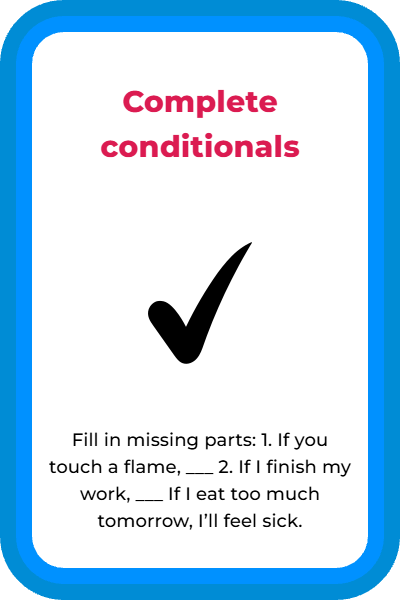 Complete
conditionals
Fill in missing parts: 1. If you
touch a flame, ___ 2. If I finish my
work, ___ If I eat too much
tomorrow, I’ll feel sick.